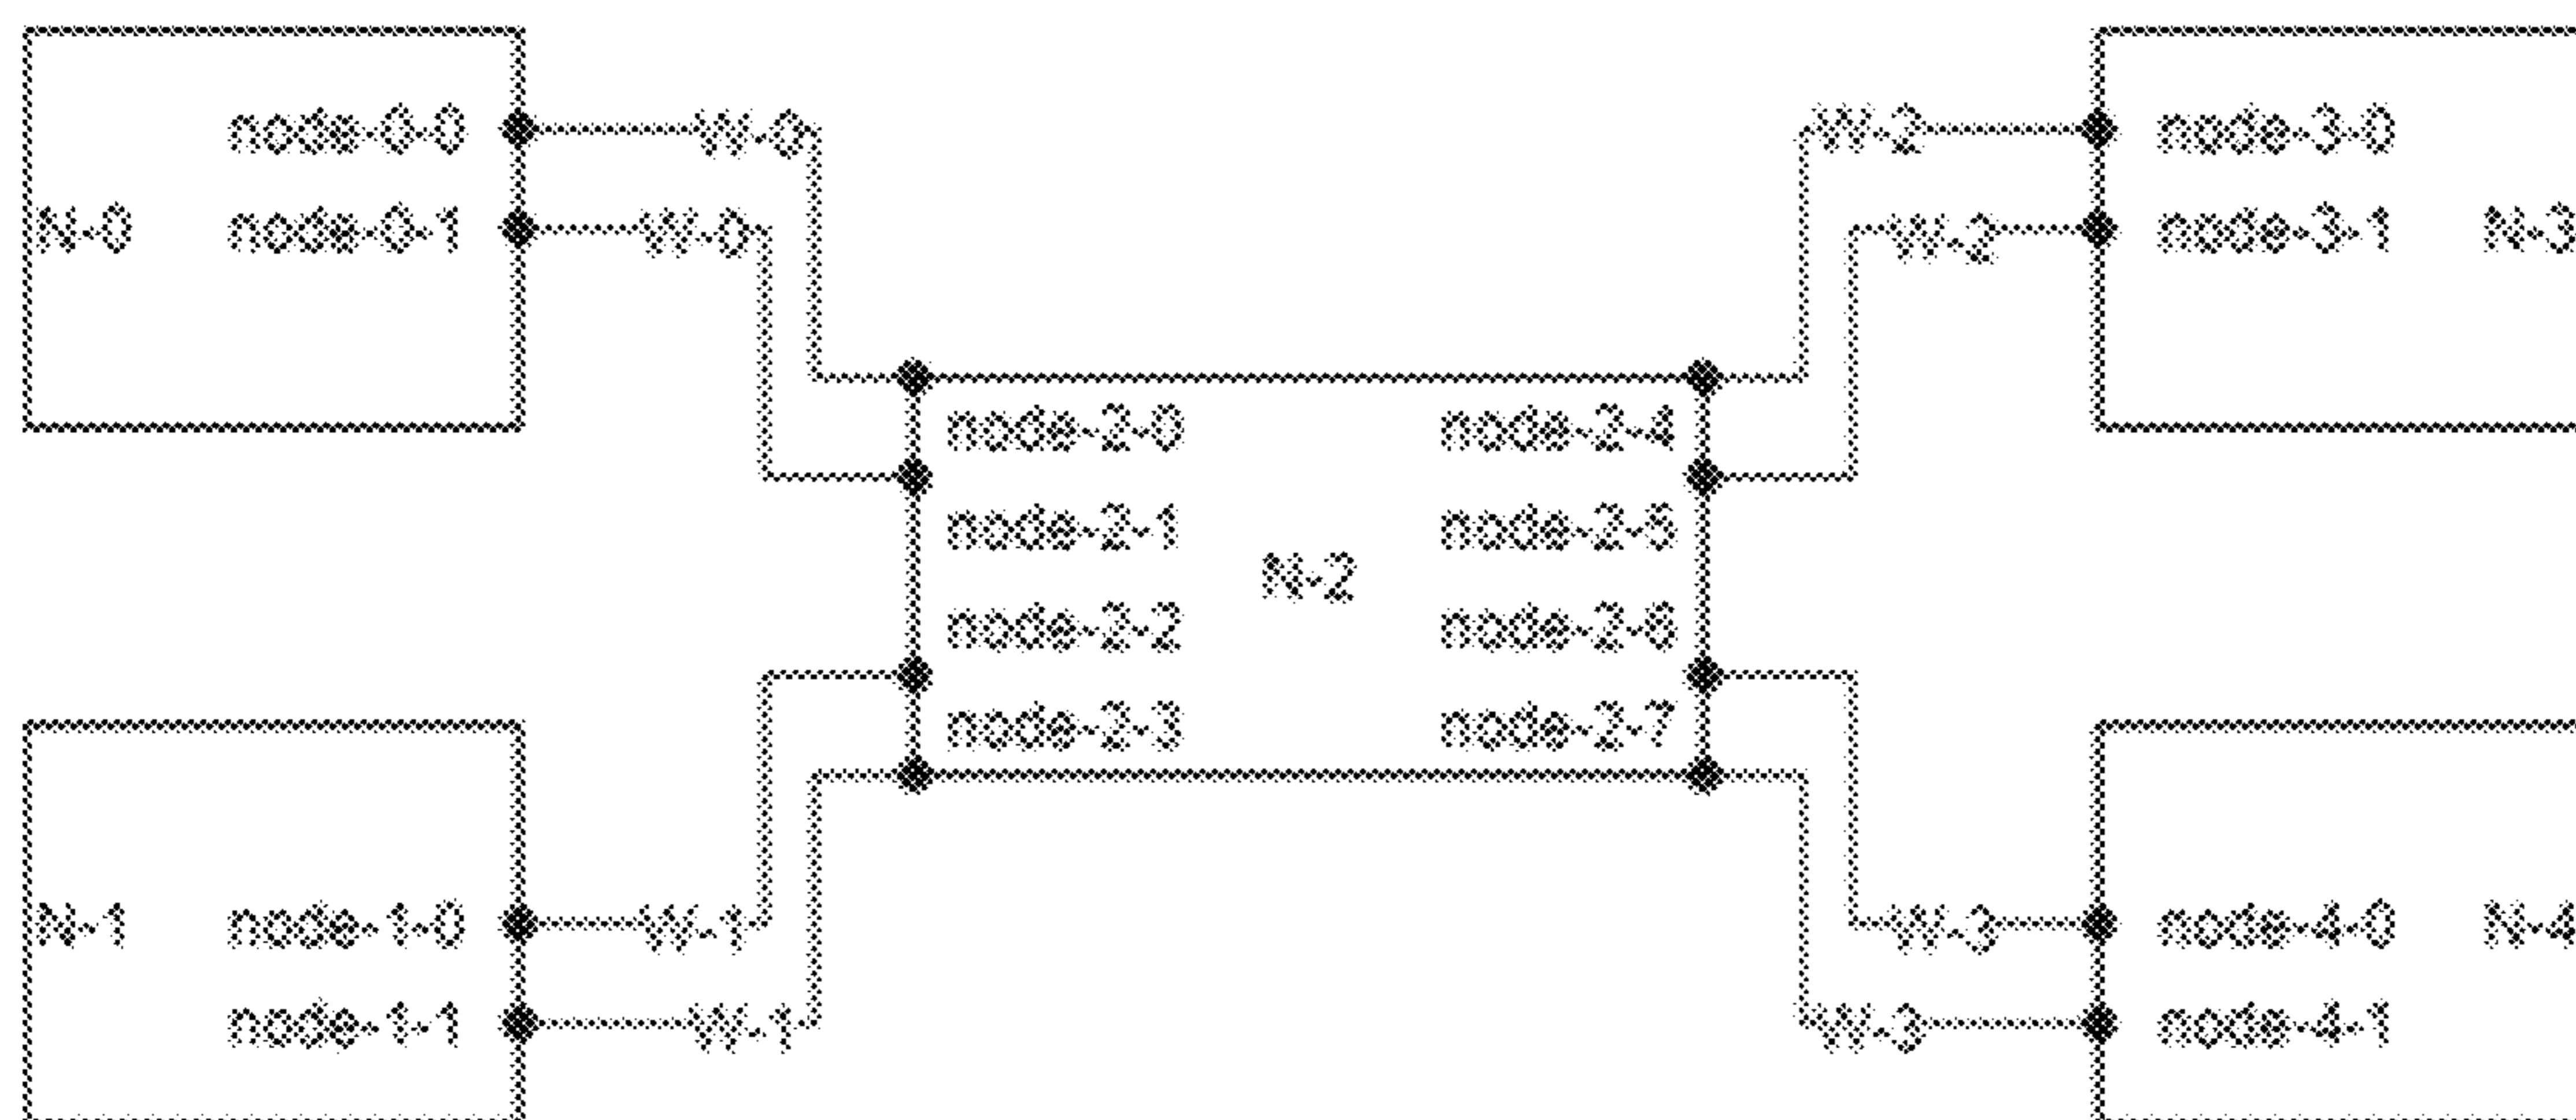 node-0-0 W-0 W-2 node-3-0
N-0 node-0-1 W-0 W-2 node-3-1 N-3
node-2-0 node-2-4
node-2-1 node-2-5
N-2
node-2-2 node-2-6
node-2-3 node-2-7
N-1 node-1-0 W-1 W-3 node-4-0 N-4
node-1-1 W-1 W-3 node-4-1